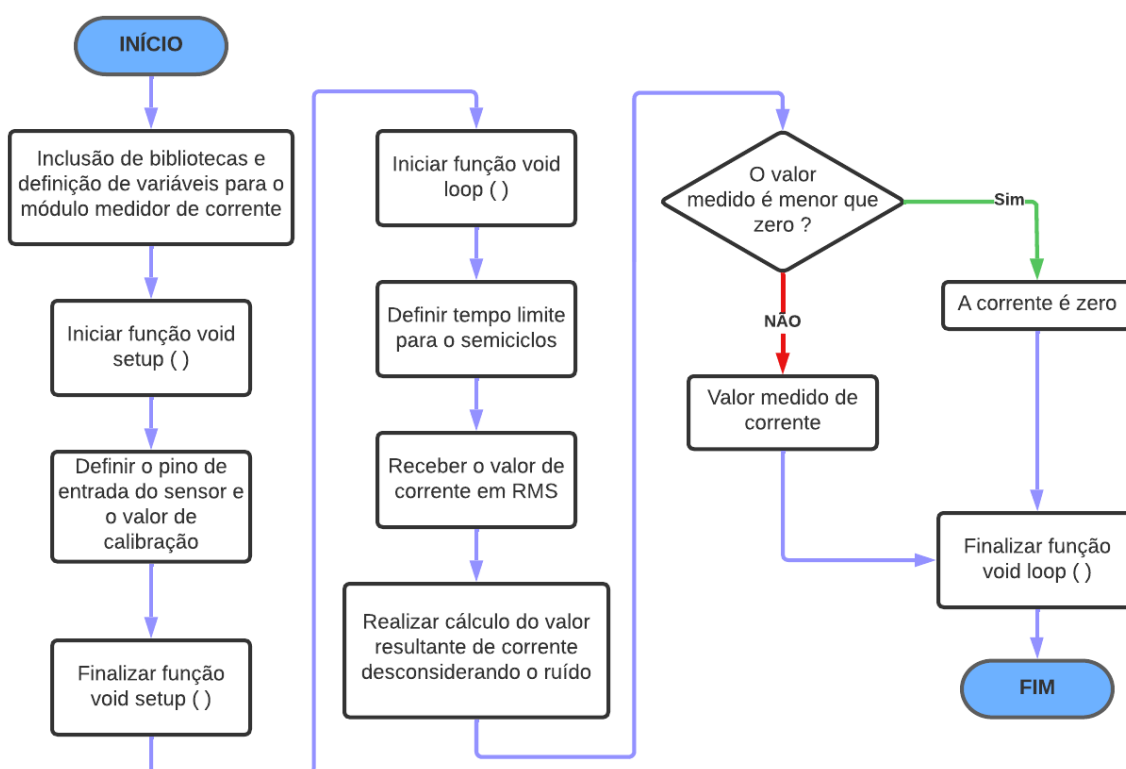 INÍCIO
Inclusão de bibliotecas e
definição de variáveis para o
módulo medidor de corrente
Iniciar função void
setup ( )
Definir o pino de
entrada do sensor e
o valor de
calibração
Finalizar função
void setup ( )
Iniciar função void
loop ( )
Definir tempo limite
para o semiciclos
Receber o valor de
corrente em RMS
Realizar cálculo do valor
resultante de corrente
desconsiderando o ruído
O valor
medido é menor que
zero ?
Sim
NÃO
A corrente é zero
Valor medido de
corrente
Finalizar função
void loop ( )
FIM